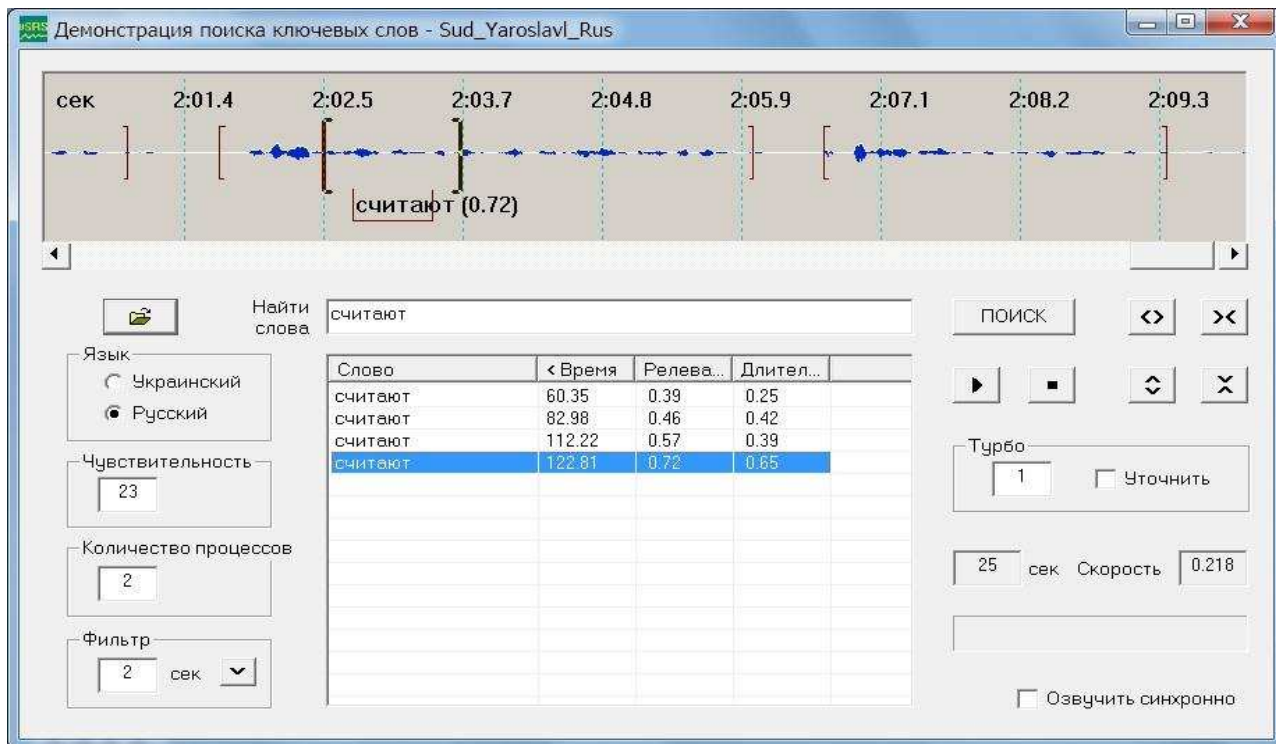 Демонстрация поиска ключевых слов - Sud_Yaroslavl_Rus
сек 2:01.4 2:02.5 2:03.7 2:04.8 2:05.9 2:07.1 2:08.2 2:09.3
считают (0.72)
Найти слова
считают
ПОИСК
<> ><
Язык
Украинский
Русский
Чувствительность
23
Количество процессов
2
Фильтр
2 сек
Слово < Время Релева... Длител...
считают 60.35 0.39 0.25
считают 82.98 0.46 0.42
считают 112.22 0.57 0.39
считают 122.81 0.72 0.65
Турбо
1 Уточнить
25 сек Скорость 0.218
Озвучить синхронно